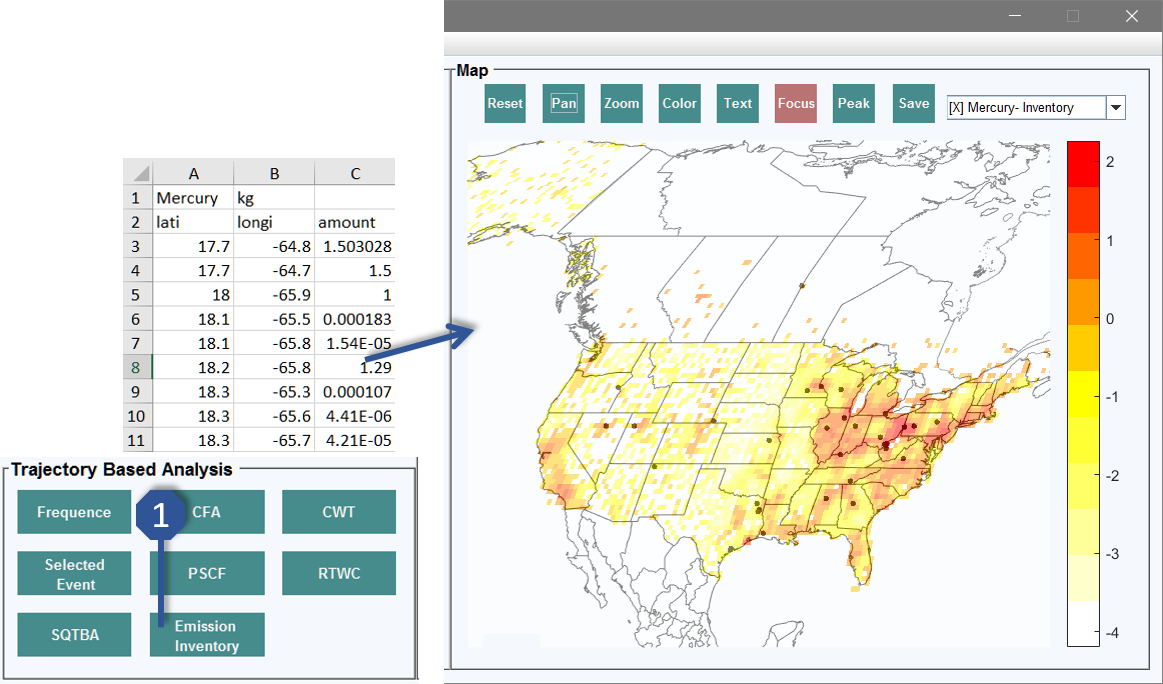 Map
Reset Pan Zoom Color Text Focus Peak Save [X] Mercury- Inventory
A B C
1 Mercury kg
2 lati longi amount
3 17.7 -64.8 1.503028
4 17.7 -64.7 1.5
5 18 -65.9 1
6 18.1 -65.5 0.000183
7 18.1 -65.8 1.54E-05
8 18.2 -65.8 1.29
9 18.3 -65.3 0.000107
10 18.3 -65.6 4.41E-06
11 18.3 -65.7 4.21E-05
2
1
0
-1
-2
-3
-4
Trajectory Based Analysis
Frequence 1 CFA CWT
Selected
Event
PSCF RTWC
SQTBA
Emission
Inventory